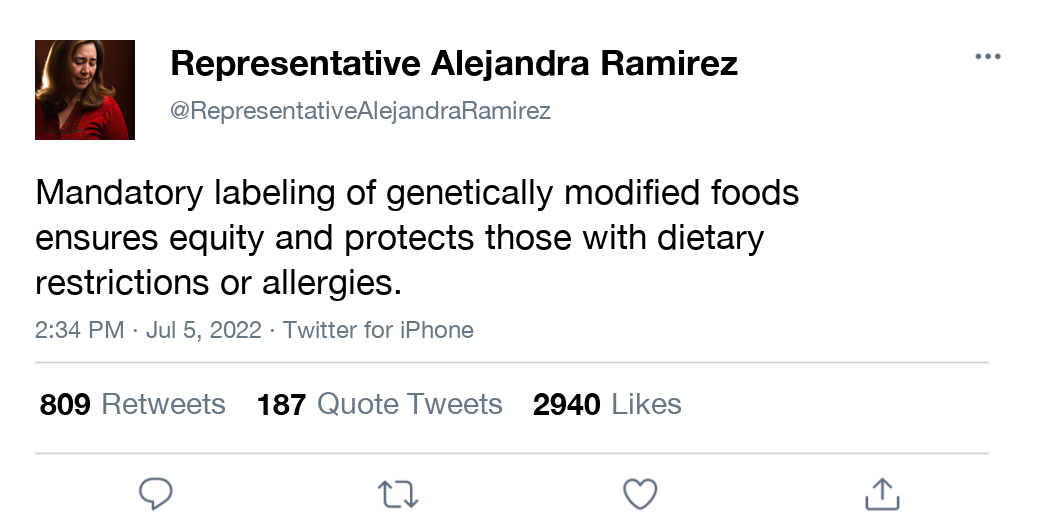 Representative Alejandra Ramirez
@RepresentativeAlejandraRamirez
Mandatory labeling of genetically modified foods
ensures equity and protects those with dietary
restrictions or allergies.
2:34 PM · Jul 5, 2022 · Twitter for iPhone
809 Retweets 187 Quote Tweets 2940 Likes